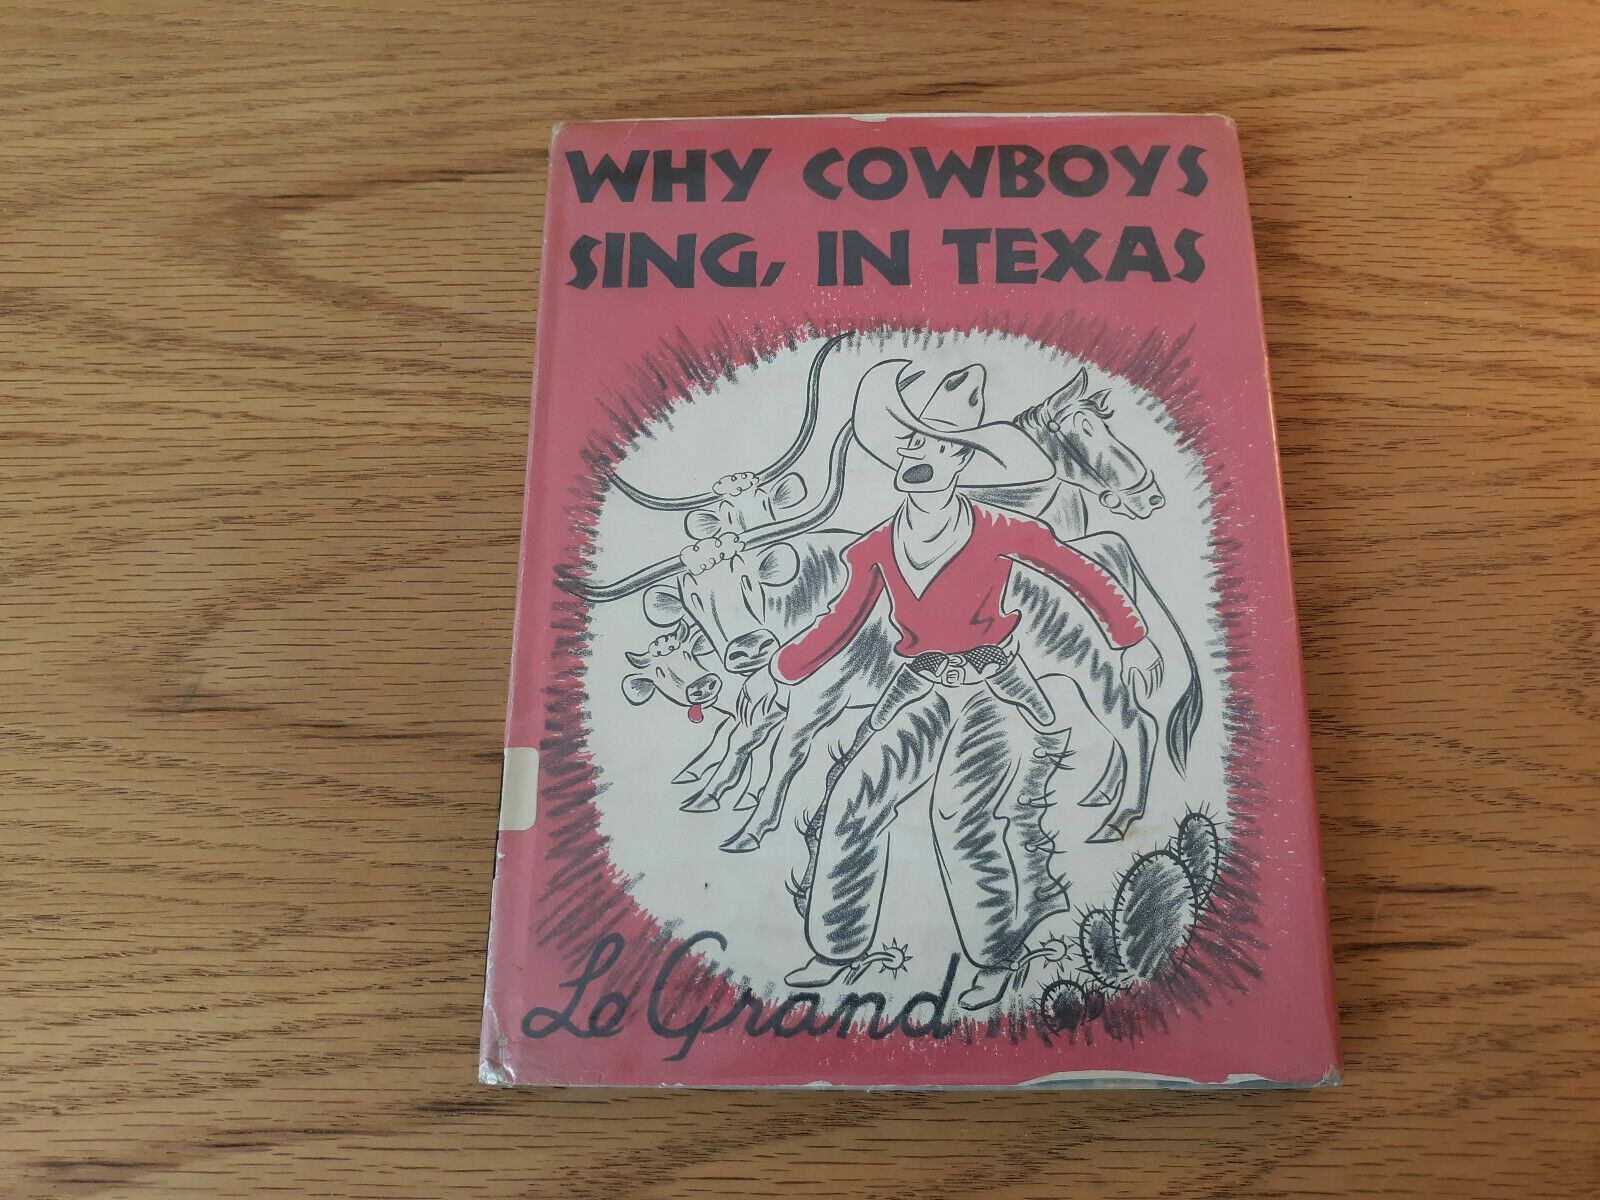 WHY COWBOYS
SING, IN TEXAS
Le Grand